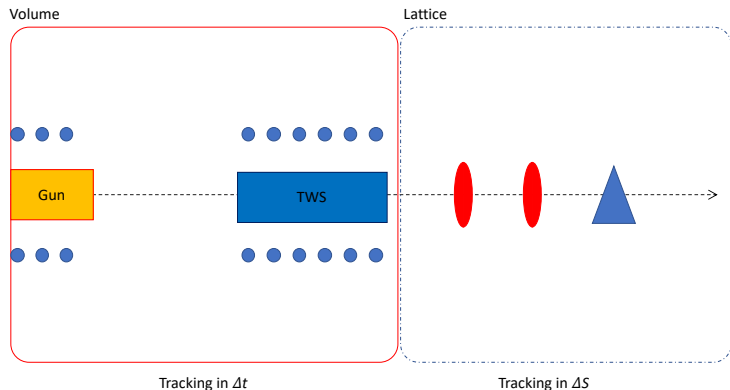 Volume
Lattice
Gun
TWS
Tracking in Δt
Tracking in ΔS